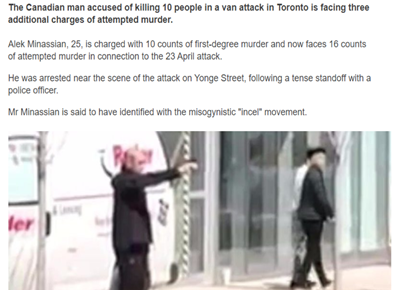 The Canadian man accused of killing 10 people in a van attack in Toronto is facing three
additional charges of attempted murder.
Alek Minassian, 25, is charged with 10 counts of first-degree murder and now faces 16 counts
of attempted murder in connection to the 23 April attack.
He was arrested near the scene of the attack on Yonge Street, following a tense standoff with a
police officer.
Mr Minassian is said to have identified with the misogynistic "incel" movement.
der
& Leasing